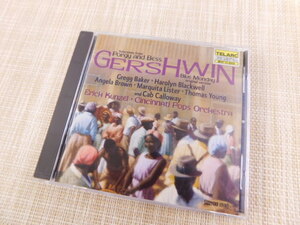 TELARC
Porgy and Bess
GERSHWIN
Blue Monday
Gregg Baker · Harolyn Blackwell
Angela Brown · Marquita Lister · Thomas Young
and Cab Calloway
Erich Kunzel · Cincinnati Pops Orchestra